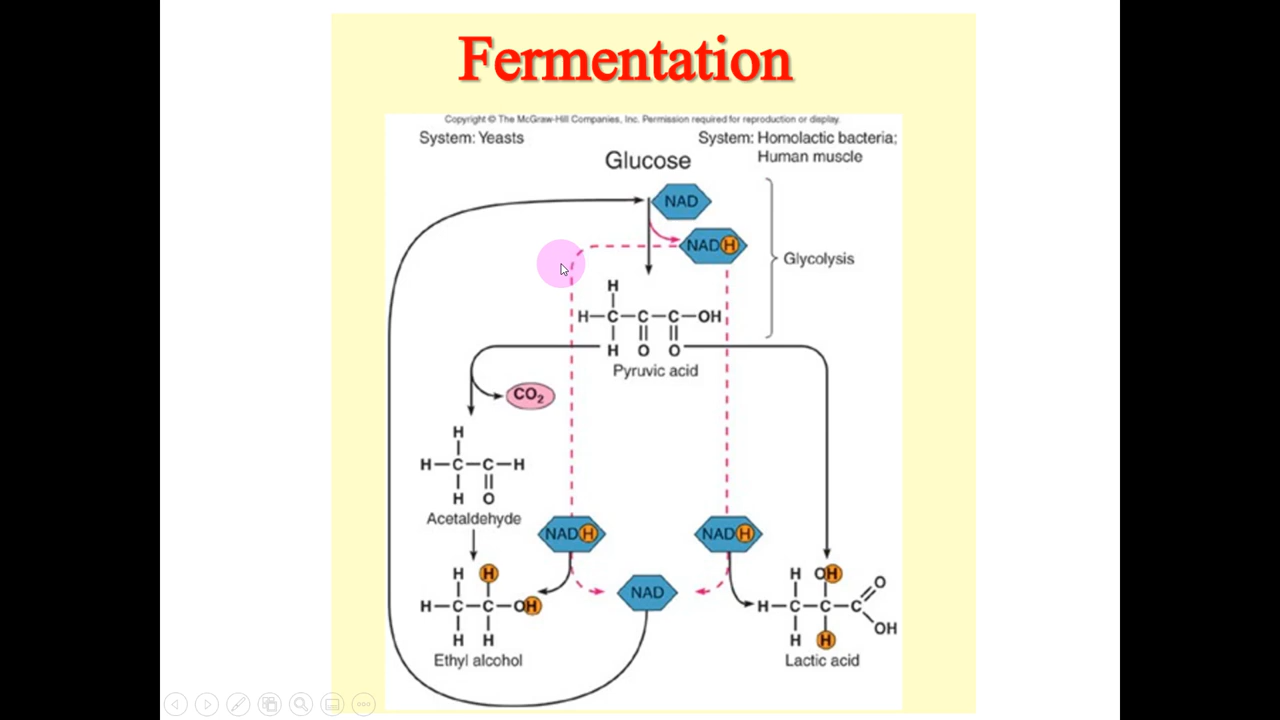 Fermentation
Copyright © The McGraw-Hill Companies, Inc. Permission required for reproduction or display.
System: Yeasts
System: Homolactic bacteria;
Human muscle
Glucose
NAD
NADH
Glycolysis
H
H—C—C—C—OH
H O O
Pyruvic acid
CO2
H
H—C—C—H
H O
Acetaldehyde
NADH
NADH
H H
H—C—C—OH
H H
Ethyl alcohol
NAD
H OH O
H—C—C—C
OH
H H
Lactic acid